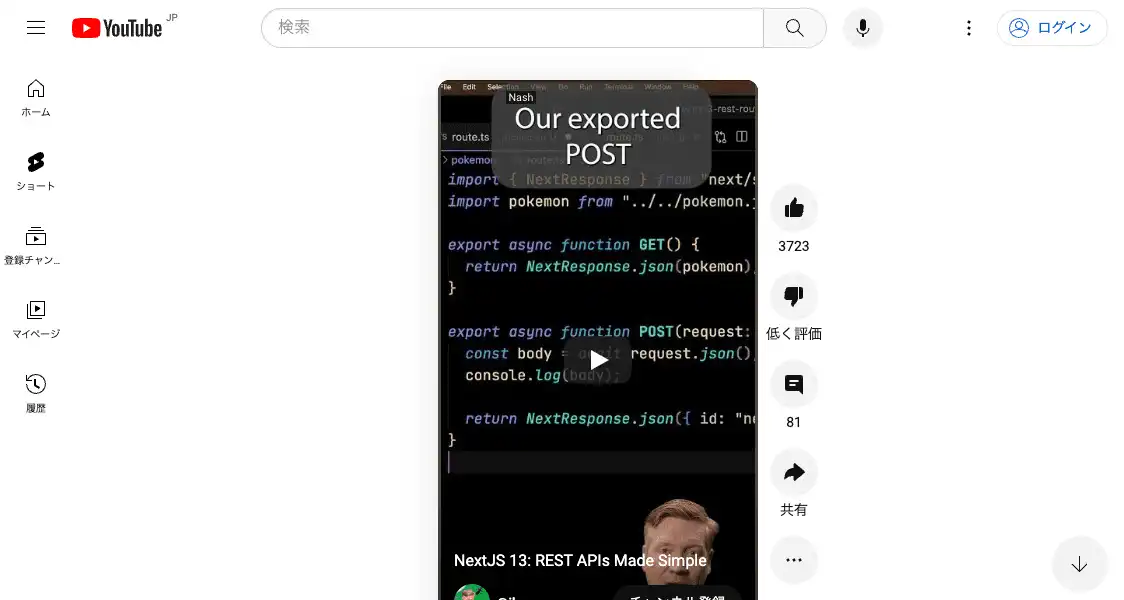 YouTube JP
検索
ログイン
ホーム
ショート
登録チャン...
マイページ
履歴
File Edit Selection View Go Run Terminal Window Help
Nash
Our exported
POST
3-rest-rou
route.ts
pokemon
import { NextResponse } from "next/s
import pokemon from "../../pokemon.j
export async function GET() {
return NextResponse.json(pokemon)
}
export async function POST(request:
const body = await request.json()
console.log(body);
return NextResponse.json({ id: "ne
}
NextJS 13: REST APIs Made Simple
チャンネル登録
3723
低く評価
81
共有